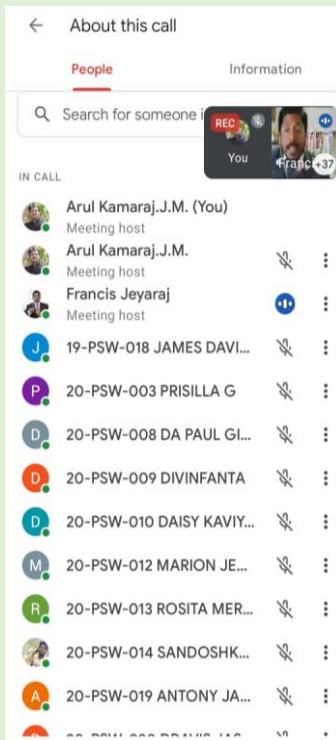 About this call
People
Information
Search for someone i
REC
You
Franci
+37
IN CALL
Arul Kamaraj.J.M. (You)
Meeting host
Arul Kamaraj.J.M.
Meeting host
Francis Jeyaraj
Meeting host
J
19-PSW-018 JAMES DAVI...
P
20-PSW-003 PRISILLA G
D
20-PSW-008 DA PAUL GI...
D
20-PSW-009 DIVINFANTA
D
20-PSW-010 DAISY KAVIY...
M
20-PSW-012 MARION JE...
R
20-PSW-013 ROSITA MER...
20-PSW-014 SANDOSHK...
A
20-PSW-019 ANTONY JA...